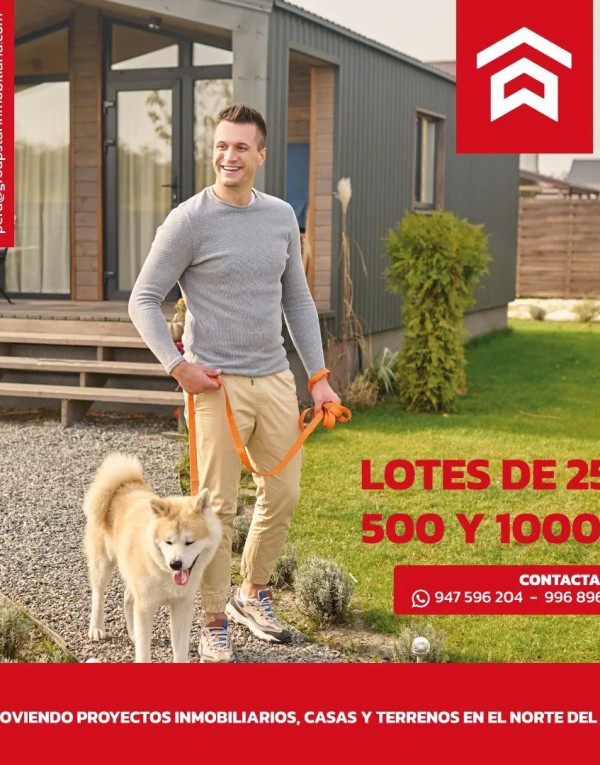 peru@groupstarinmobiliaria.com
LOTES DE 25
500 Y 1000
CONTACTA
947 596 204 - 996 896
OVIENDO PROYECTOS INMOBILIARIOS, CASAS Y TERRENOS EN EL NORTE DEL